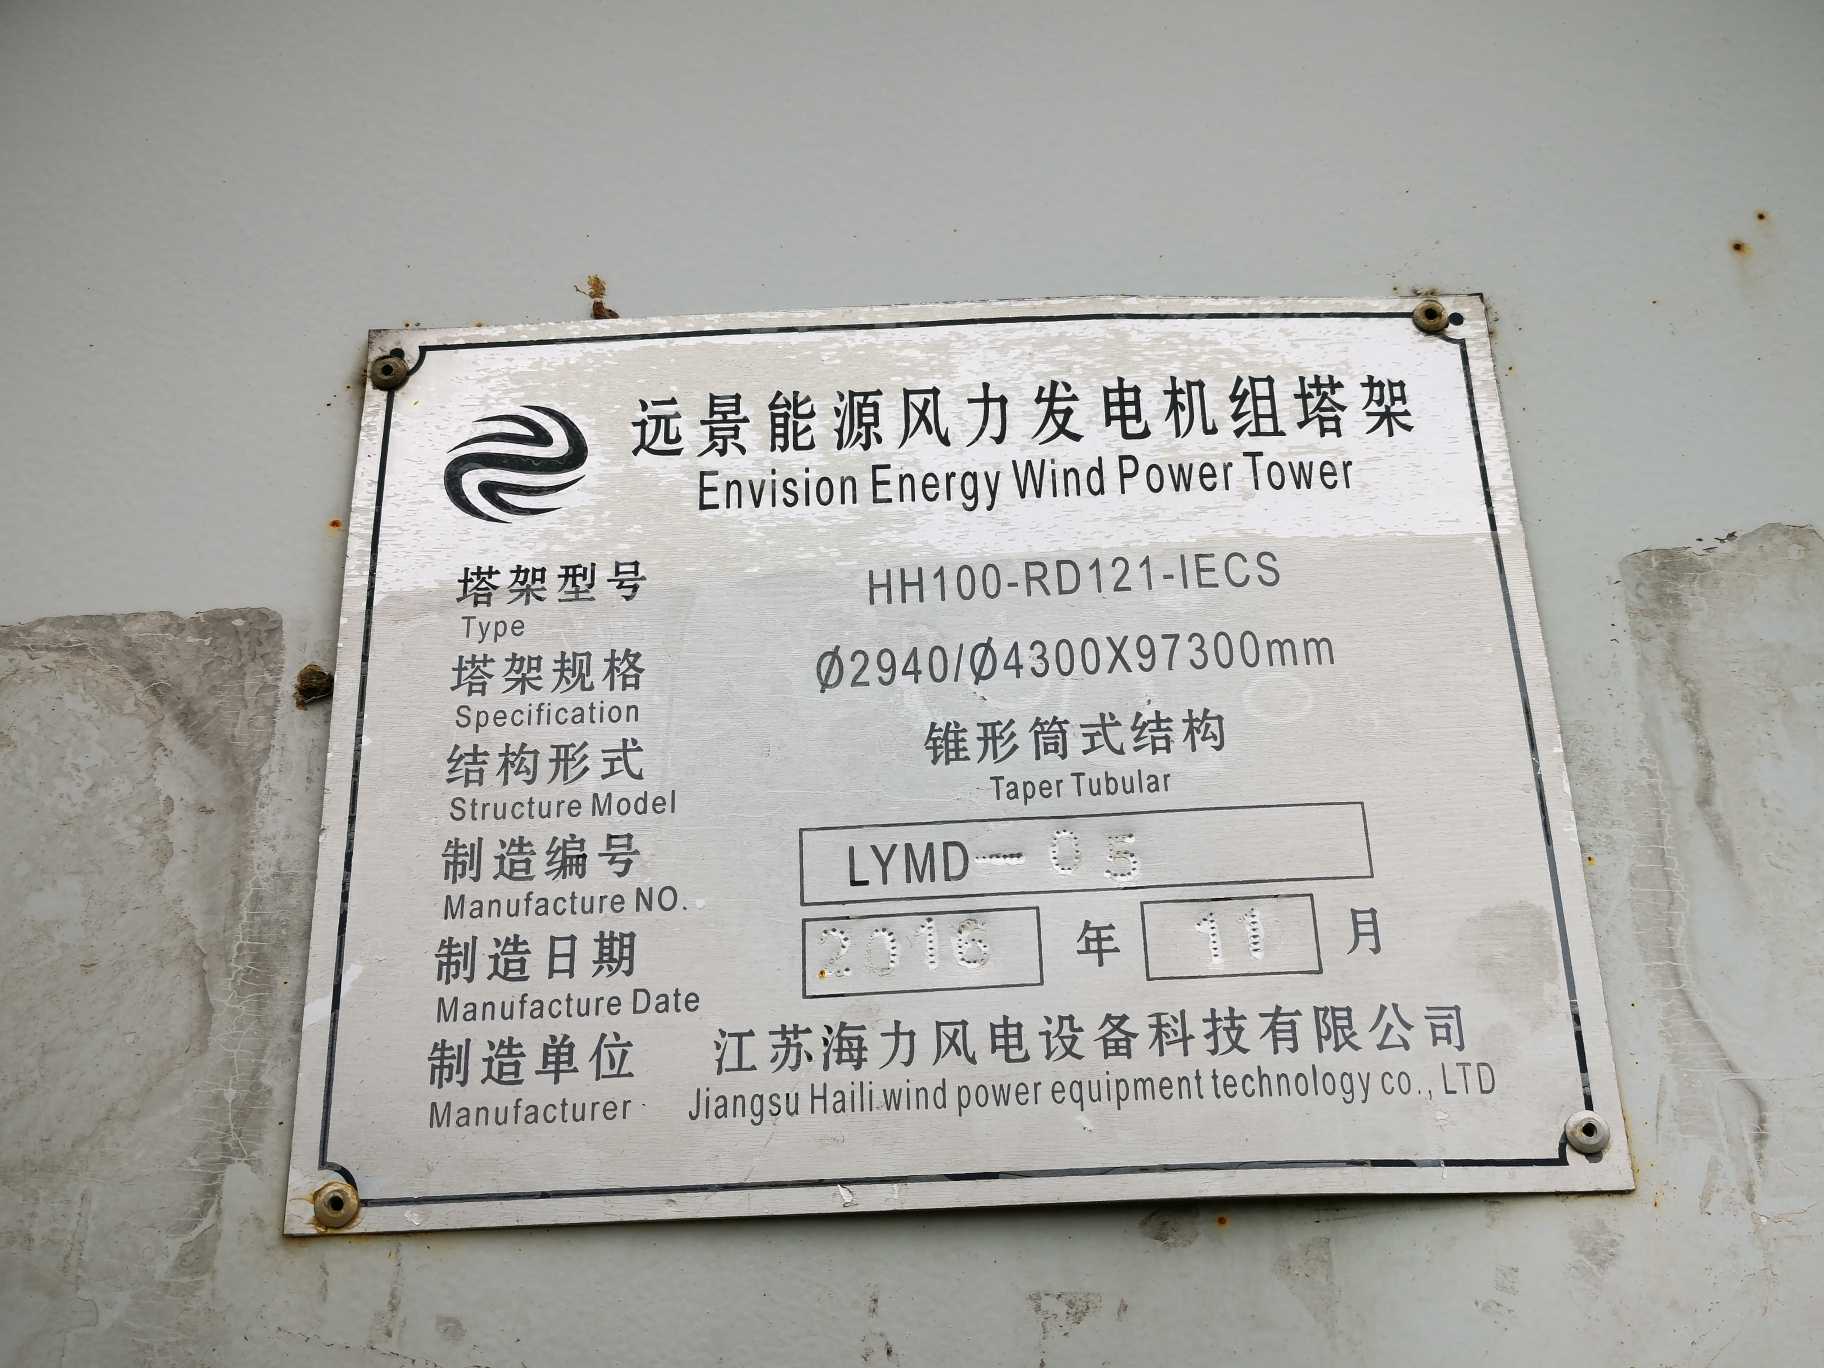 远景能源风力发电机组塔架
Envision Energy Wind Power Tower
塔架型号 HH100-RD121-IECS
Type
塔架规格 Ø2940/Ø4300X97300mm
Specification
结构形式 锥形筒式结构
Structure Model Taper Tubular
制造编号 LYMD-05
Manufacture NO.
制造日期 2016 年 11 月
Manufacture Date
制造单位 江苏海力风电设备科技有限公司
Manufacturer Jiangsu Haili wind power equipment technology co., LTD